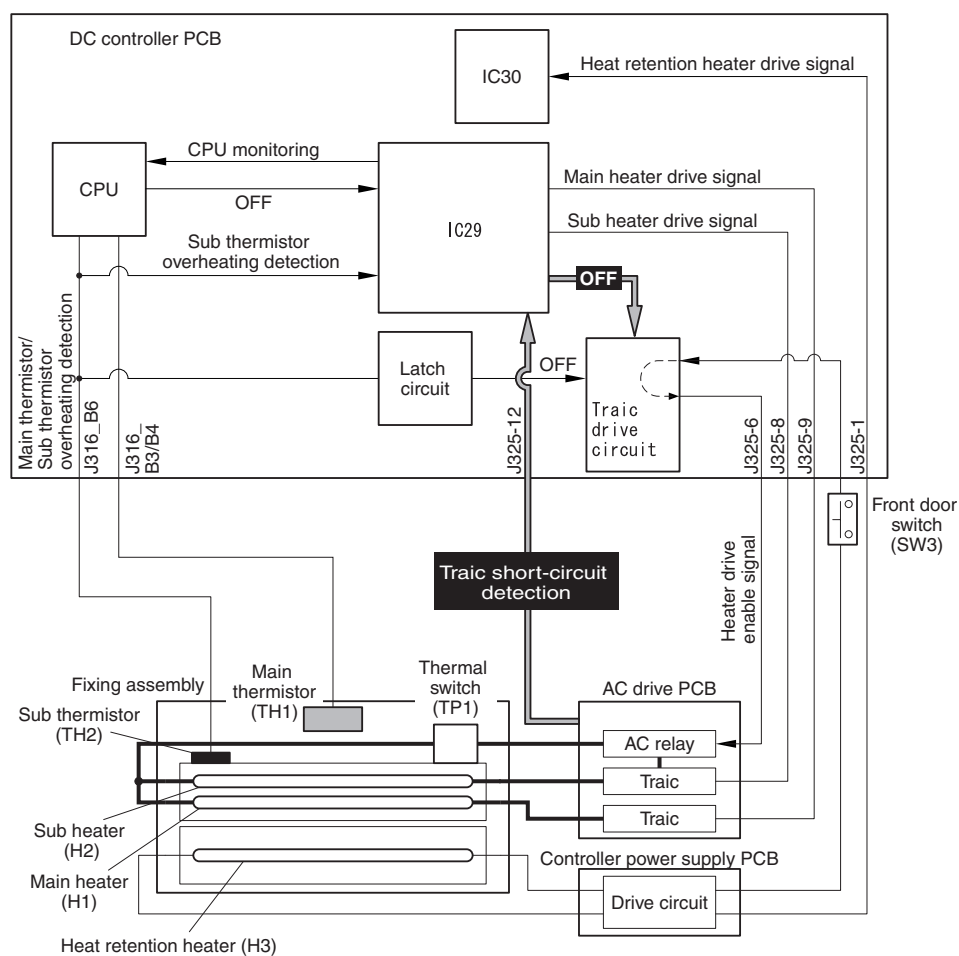 DC controller PCB
IC30
Heat retention heater drive signal
CPU
CPU monitoring
OFF
IC29
Main heater drive signal
Sub heater drive signal
Sub thermistor
overheating detection
OFF
Latch
circuit
OFF
Traic
drive
circuit
Main thermistor/
Sub thermistor
overheating detection
J316_B6
J316_
B3/B4
J325-12
J325-6
J325-8
J325-9
J325-1
Front door
switch
(SW3)
Traic short-circuit
detection
Heater drive
enable signal
Fixing assembly
Main
thermistor
(TH1)
Thermal
switch
(TP1)
AC drive PCB
Sub thermistor
(TH2)
AC relay
Traic
Traic
Sub heater
(H2)
Main heater
(H1)
Heat retention heater (H3)
Controller power supply PCB
Drive circuit